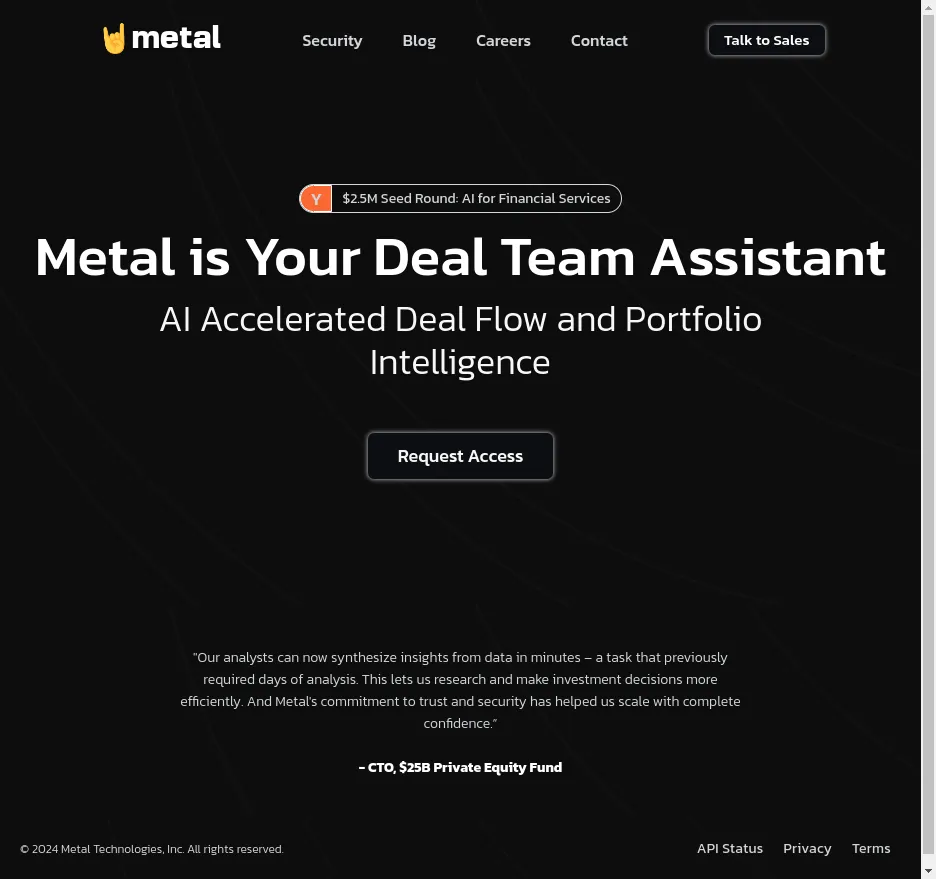 metal
Security
Blog
Careers
Contact
Talk to Sales
Y
$2.5M Seed Round: AI for Financial Services
Metal is Your Deal Team Assistant
AI Accelerated Deal Flow and Portfolio
Intelligence
Request Access
"Our analysts can now synthesize insights from data in minutes – a task that previously
required days of analysis. This lets us research and make investment decisions more
efficiently. And Metal's commitment to trust and security has helped us scale with complete
confidence.”
- CTO, $25B Private Equity Fund
© 2024 Metal Technologies, Inc. All rights reserved.
API Status
Privacy
Terms